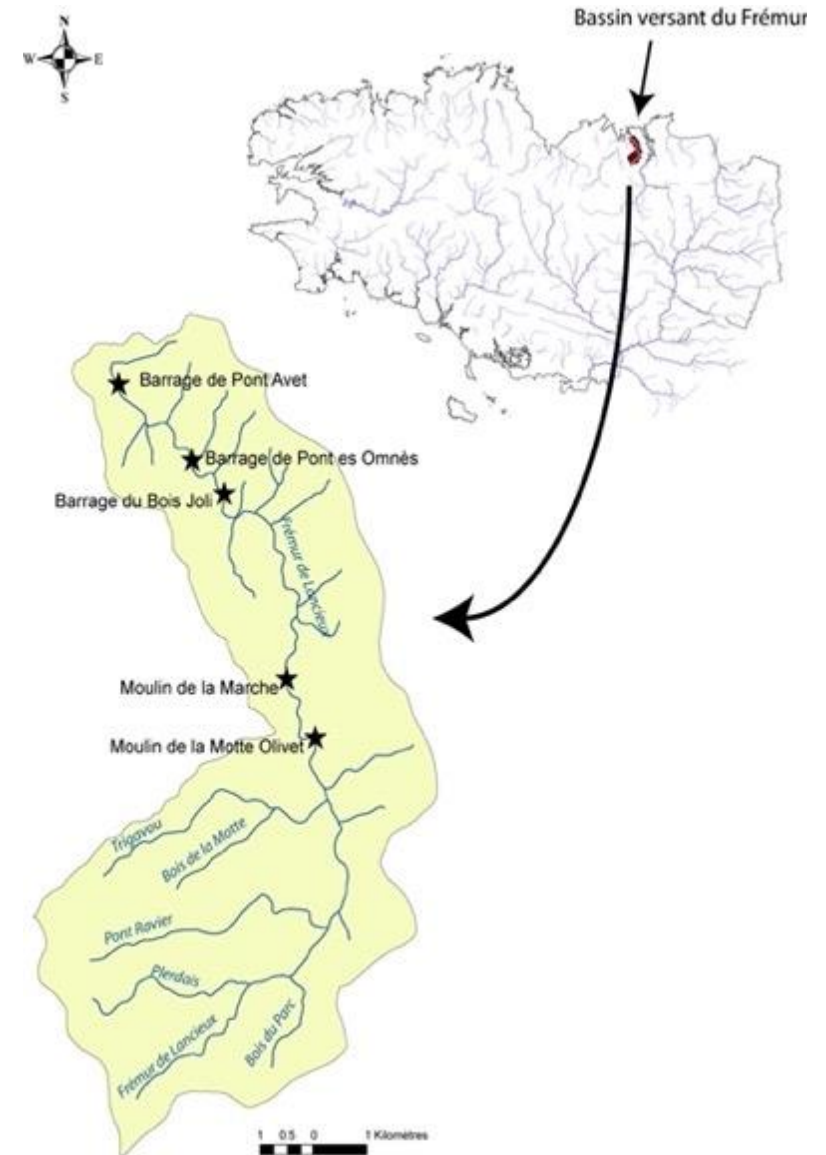 Bassin versant du Frémur
N
W E
S
Barrage de Pont Avet
Barrage de Pont es Omnès
Barrage du Bois Joli
Frémur de Lancieux
Moulin de la Marche
Moulin de la Motte Olivet
Trigavou
Bois de la Motte
Pont Ravier
Plerdais
Frémur de Lancieux
Bois du Parc
1 0.5 0 1 Kilomètres